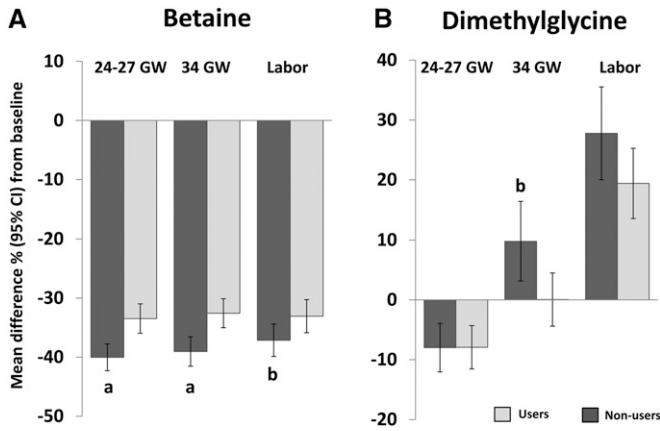 A
Betaine
Mean difference % (95% CI) from baseline
10
0
-10
-20
-30
-40
-50
24-27 GW 34 GW Labor
a a b
B
Dimethylglycine
40
30
20
10
0
-10
-20
24-27 GW 34 GW Labor
b
Users Non-users